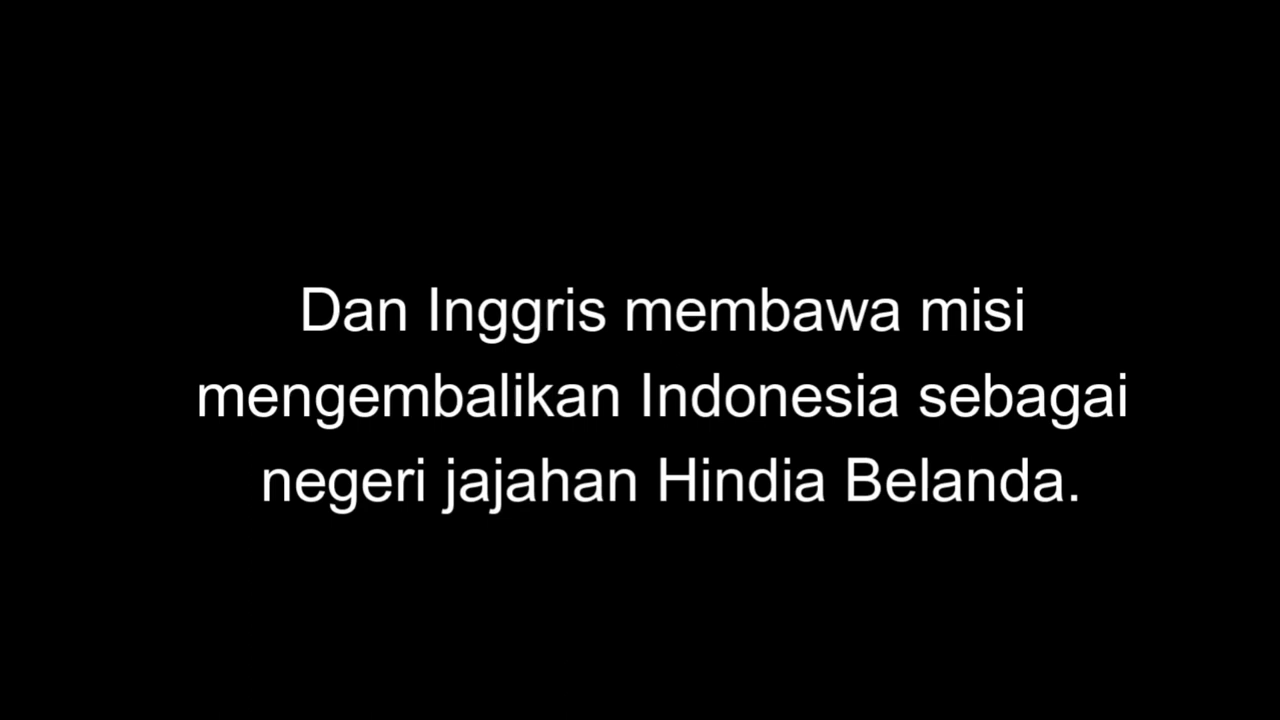 Dan Inggris membawa misi
mengembalikan Indonesia sebagai
negeri jajahan Hindia Belanda.